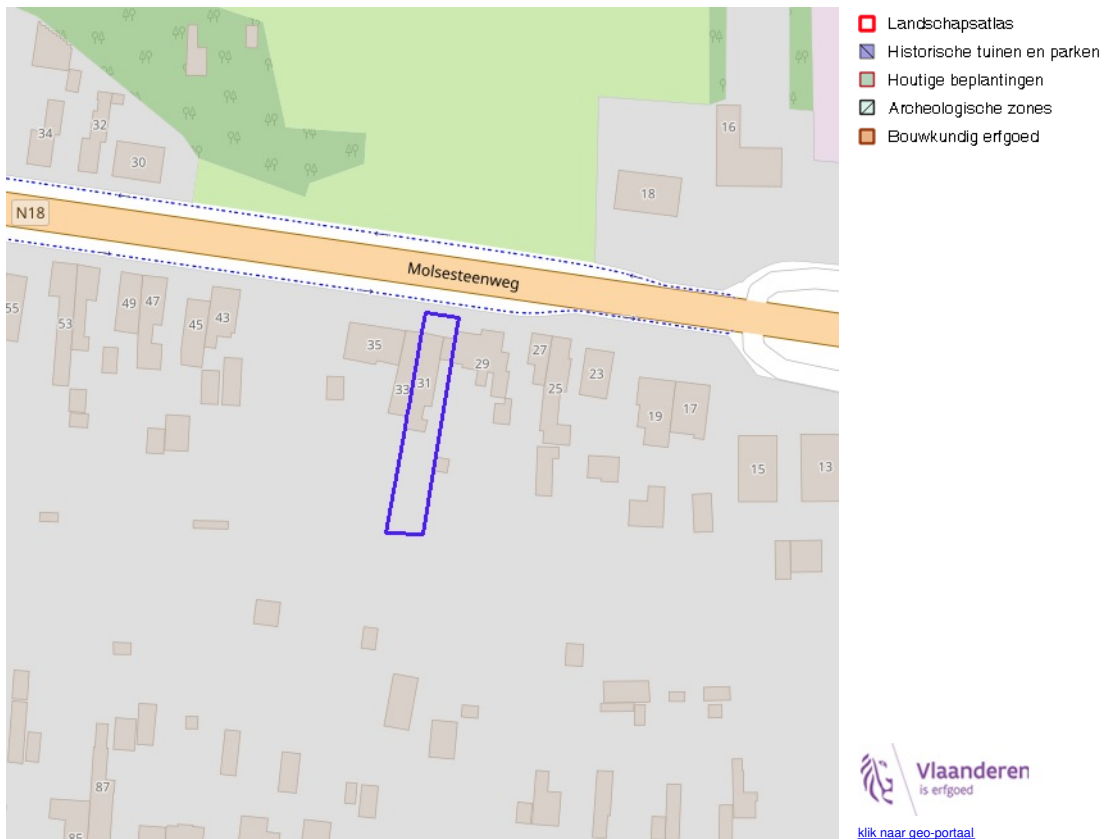 Landschapsatlas
Historische tuinen en parken
Houtige beplantingen
Archeologische zones
Bouwkundig erfgoed
34
32
30
16
18
N18
Molsesteenweg
55
53
49
47
45
43
35
33
31
29
27
25
23
19
17
15
13
87
85
Vlaanderen
is erfgoed
klik naar geo-portaal